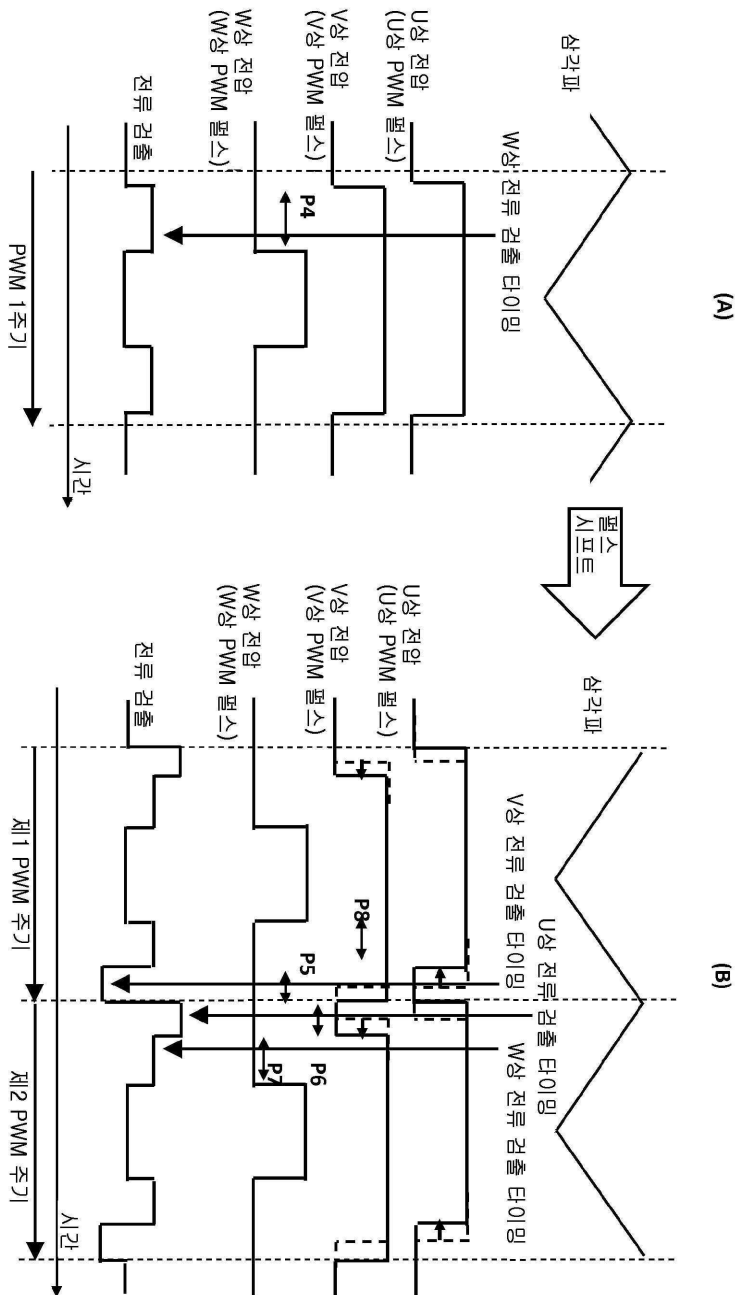 (A)
삼각파
W상 전류 검출 타이밍
U상 전압
(U상 PWM 펄스)
V상 전압
(V상 PWM 펄스)
P4
W상 전압
(W상 PWM 펄스)
전류 검출
PWM 1주기
시간
펄스
시프트
(B)
삼각파
V상 전류 검출 타이밍
U상 전류 검출 타이밍
W상 전류 검출 타이밍
U상 전압
(U상 PWM 펄스)
V상 전압
(V상 PWM 펄스)
P8
P5
P6
P7
W상 전압
(W상 PWM 펄스)
전류 검출
제1 PWM 주기
제2 PWM 주기
시간